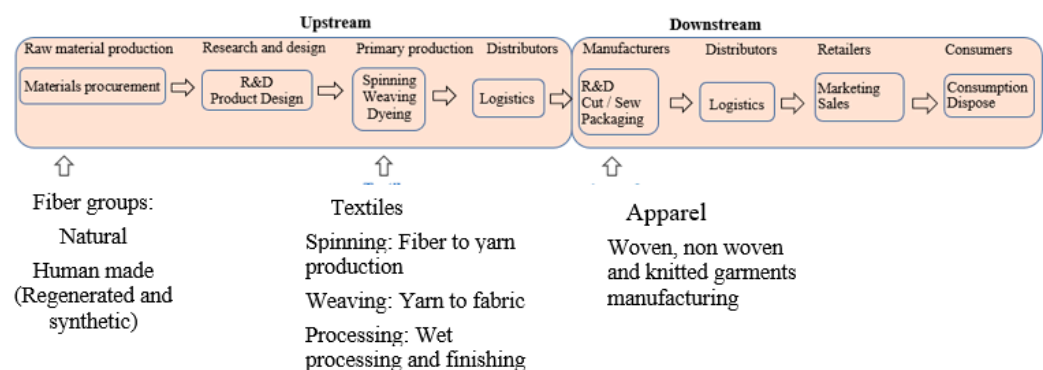 Upstream
Downstream
Raw material production
Research and design
Primary production
Distributors
Manufacturers
Distributors
Retailers
Consumers
Materials procurement
R&D
Product Design
Spinning
Weaving
Dyeing
Logistics
R&D
Cut / Sew
Packaging
Logistics
Marketing
Sales
Consumption
Dispose
Fiber groups:
Natural
Human made
(Regenerated and
synthetic)
Textiles
Spinning: Fiber to yarn
production
Weaving: Yarn to fabric
Processing: Wet
processing and finishing
Apparel
Woven, non woven
and knitted garments
manufacturing